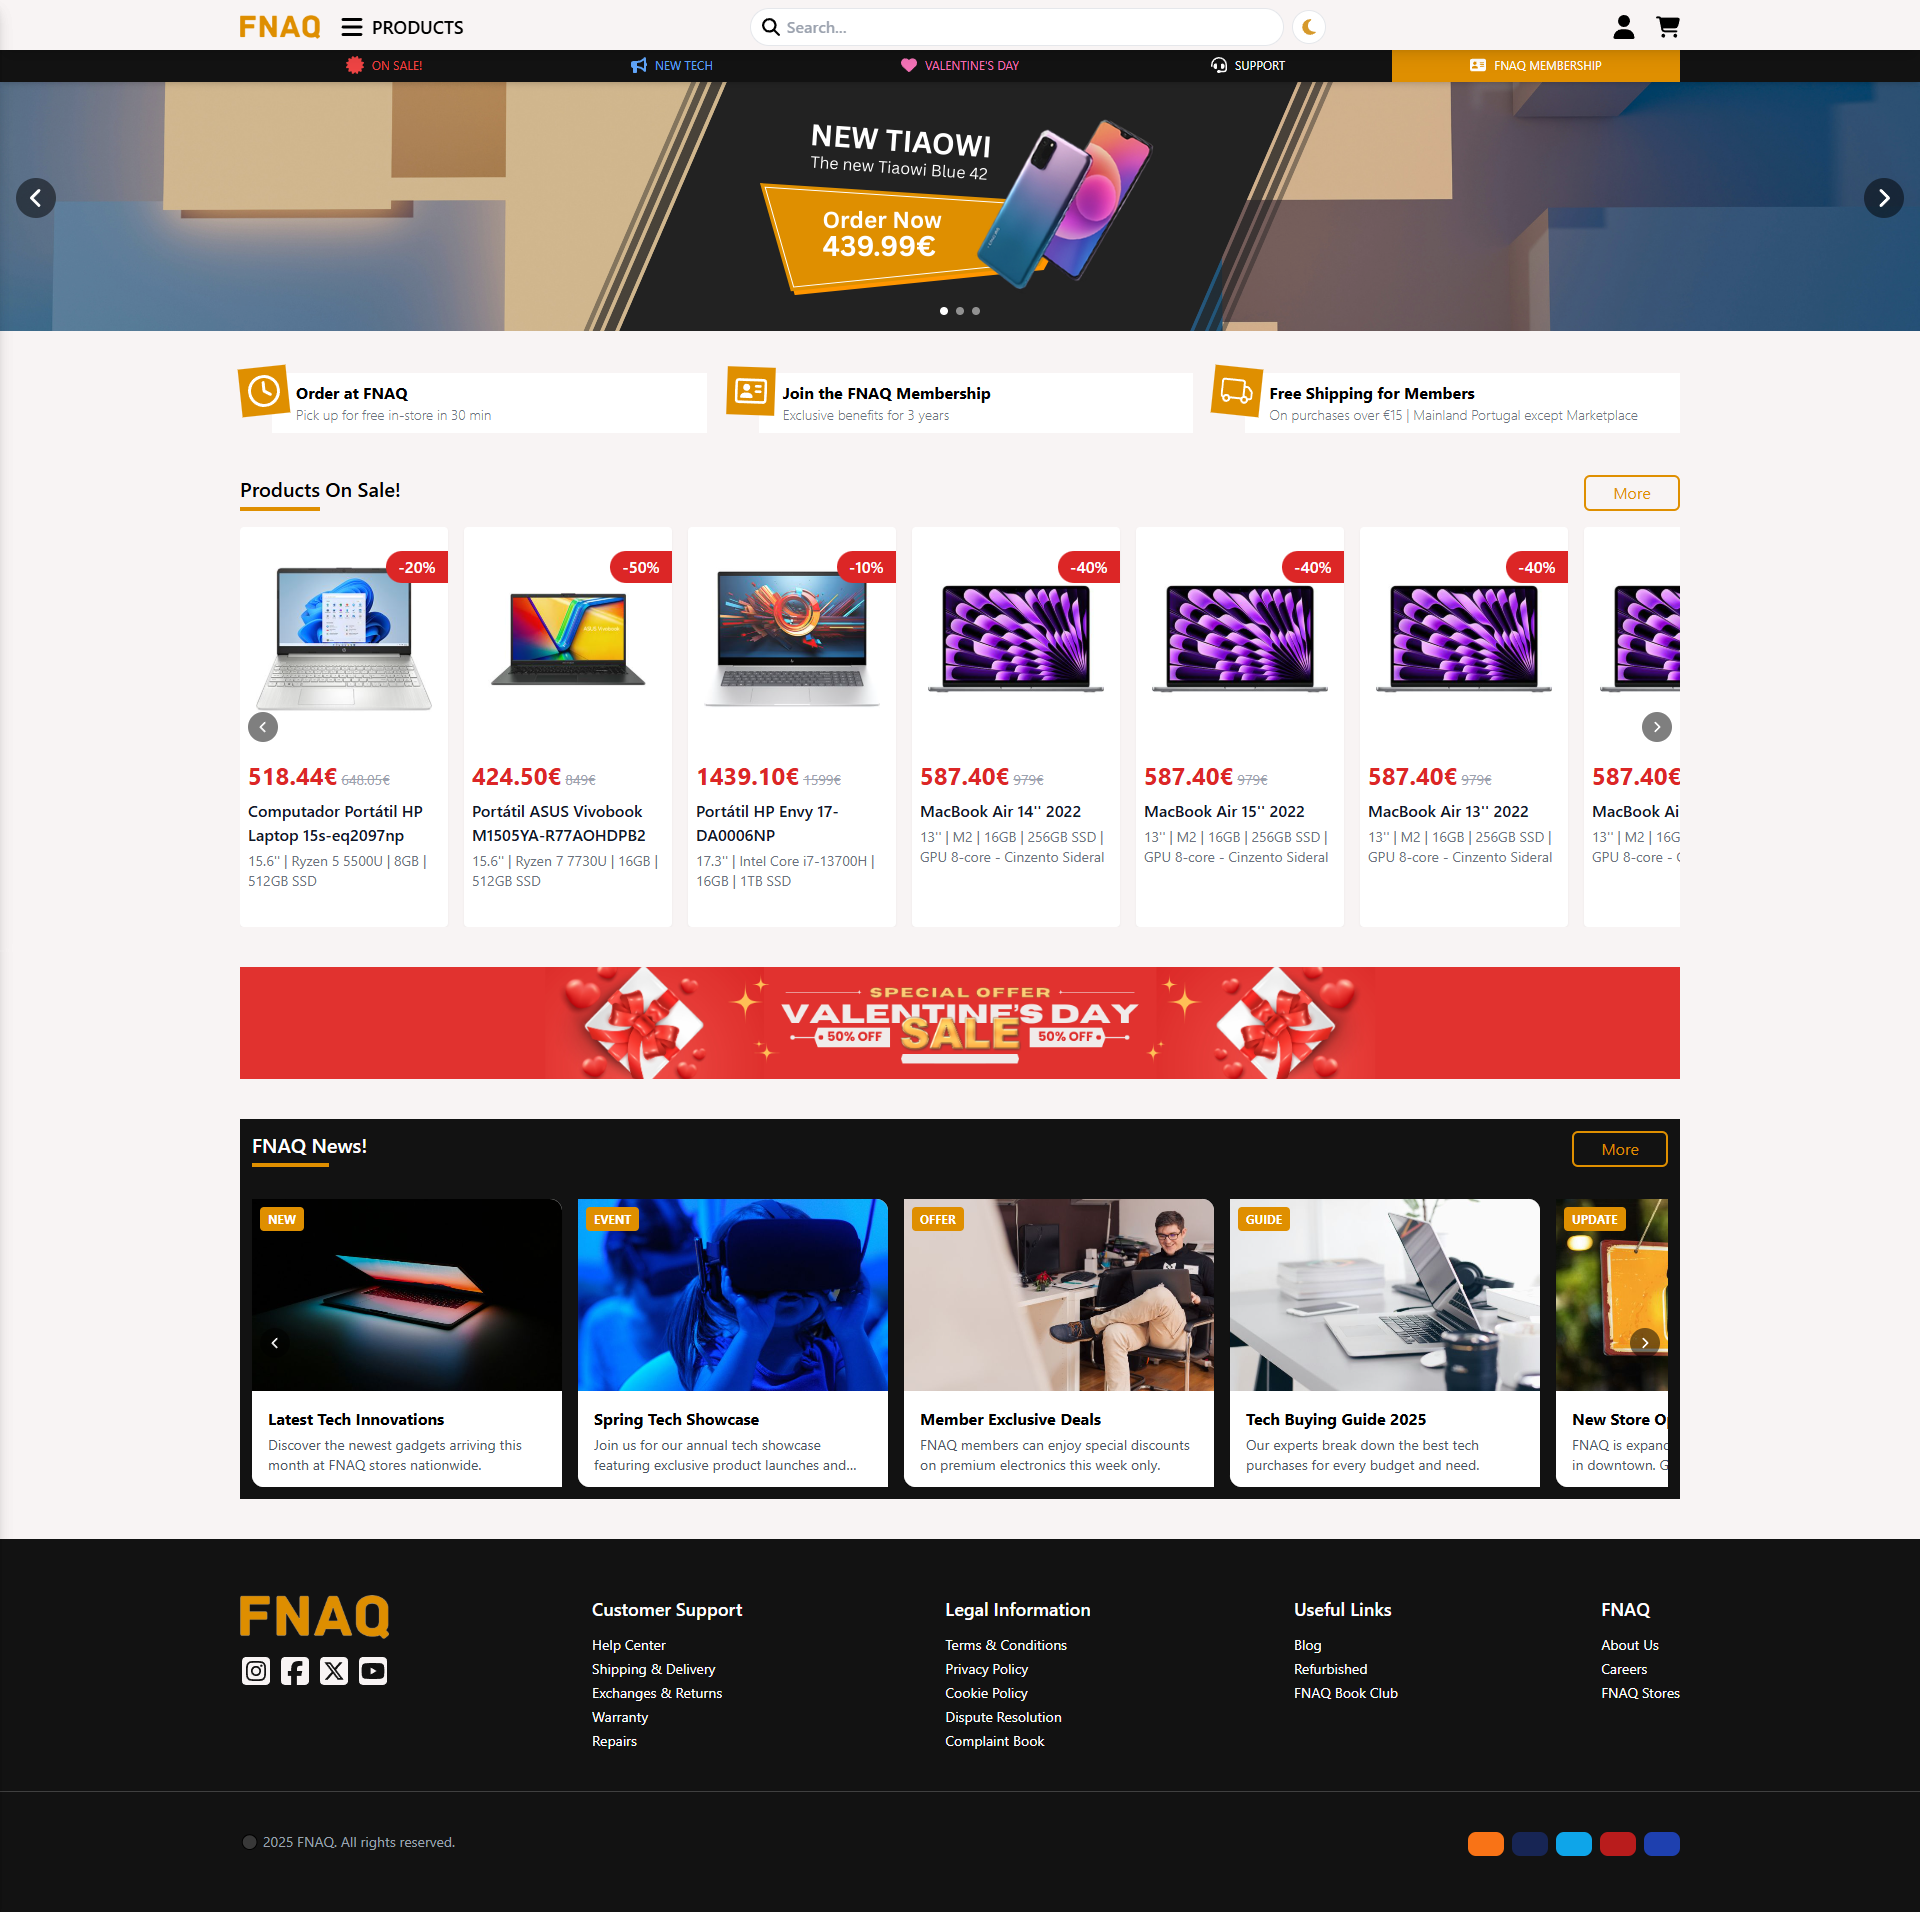 FNAQ
PRODUCTS
Search...
ON SALE!
NEW TECH
VALENTINE'S DAY
SUPPORT
FNAQ MEMBERSHIP
NEW TIAOWI
The new Tiaowi Blue 42
Order Now
439.99€
Order at FNAQ
Pick up for free in-store in 30 min
Join the FNAQ Membership
Exclusive benefits for 3 years
Free Shipping for Members
On purchases over €15 | Mainland Portugal except Marketplace
Products On Sale!
More
-20%
518.44€ 648.05€
Computador Portátil HP
Laptop 15s-eq2097np
15.6'' | Ryzen 5 5500U | 8GB |
512GB SSD
-50%
424.50€ 849€
Portátil ASUS Vivobook
M1505YA-R77AOHDPB2
15.6'' | Ryzen 7 7730U | 16GB |
512GB SSD
-10%
1439.10€ 1599€
Portátil HP Envy 17-
DA0006NP
17.3'' | Intel Core i7-13700H |
16GB | 1TB SSD
-40%
587.40€ 979€
MacBook Air 14'' 2022
13'' | M2 | 16GB | 256GB SSD |
GPU 8-core - Cinzento Sideral
-40%
587.40€ 979€
MacBook Air 15'' 2022
13'' | M2 | 16GB | 256GB SSD |
GPU 8-core - Cinzento Sideral
-40%
587.40€ 979€
MacBook Air 13'' 2022
13'' | M2 | 16GB | 256GB SSD |
GPU 8-core - Cinzento Sideral
587.40€
MacBook Ai
13'' | M2 | 16G
GPU 8-core - C
SPECIAL OFFER
VALENTINE'S DAY
50% OFF SALE 50% OFF
FNAQ News!
More
NEW
Latest Tech Innovations
Discover the newest gadgets arriving this
month at FNAQ stores nationwide.
EVENT
Spring Tech Showcase
Join us for our annual tech showcase
featuring exclusive product launches and...
OFFER
Member Exclusive Deals
FNAQ members can enjoy special discounts
on premium electronics this week only.
GUIDE
Tech Buying Guide 2025
Our experts break down the best tech
purchases for every budget and need.
UPDATE
New Store O
FNAQ is expand
in downtown. G
FNAQ
Customer Support
Help Center
Shipping & Delivery
Exchanges & Returns
Warranty
Repairs
Legal Information
Terms & Conditions
Privacy Policy
Cookie Policy
Dispute Resolution
Complaint Book
Useful Links
Blog
Refurbished
FNAQ Book Club
FNAQ
About Us
Careers
FNAQ Stores
2025 FNAQ. All rights reserved.